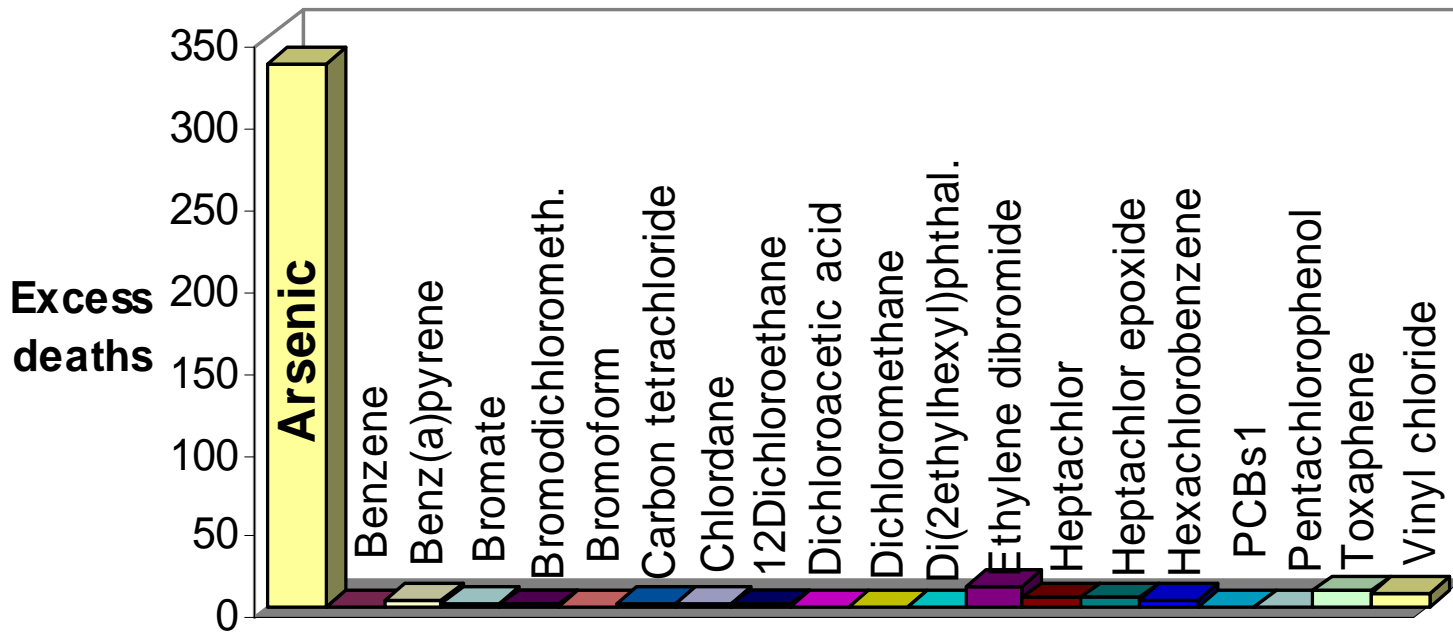 350
300
250
200
150
100
50
0
Excess
deaths
Arsenic
Benzene
Benz(a)pyrene
Bromate
Bromodichlorometh.
Bromoform
Carbon tetrachloride
Chlordane
12Dichloroethane
Dichloroacetic acid
Dichloromethane
Di(2ethylhexyl)phthal.
Ethylene dibromide
Heptachlor
Heptachlor epoxide
Hexachlorobenzene
PCBs1
Pentachlorophenol
Toxaphene
Vinyl chloride